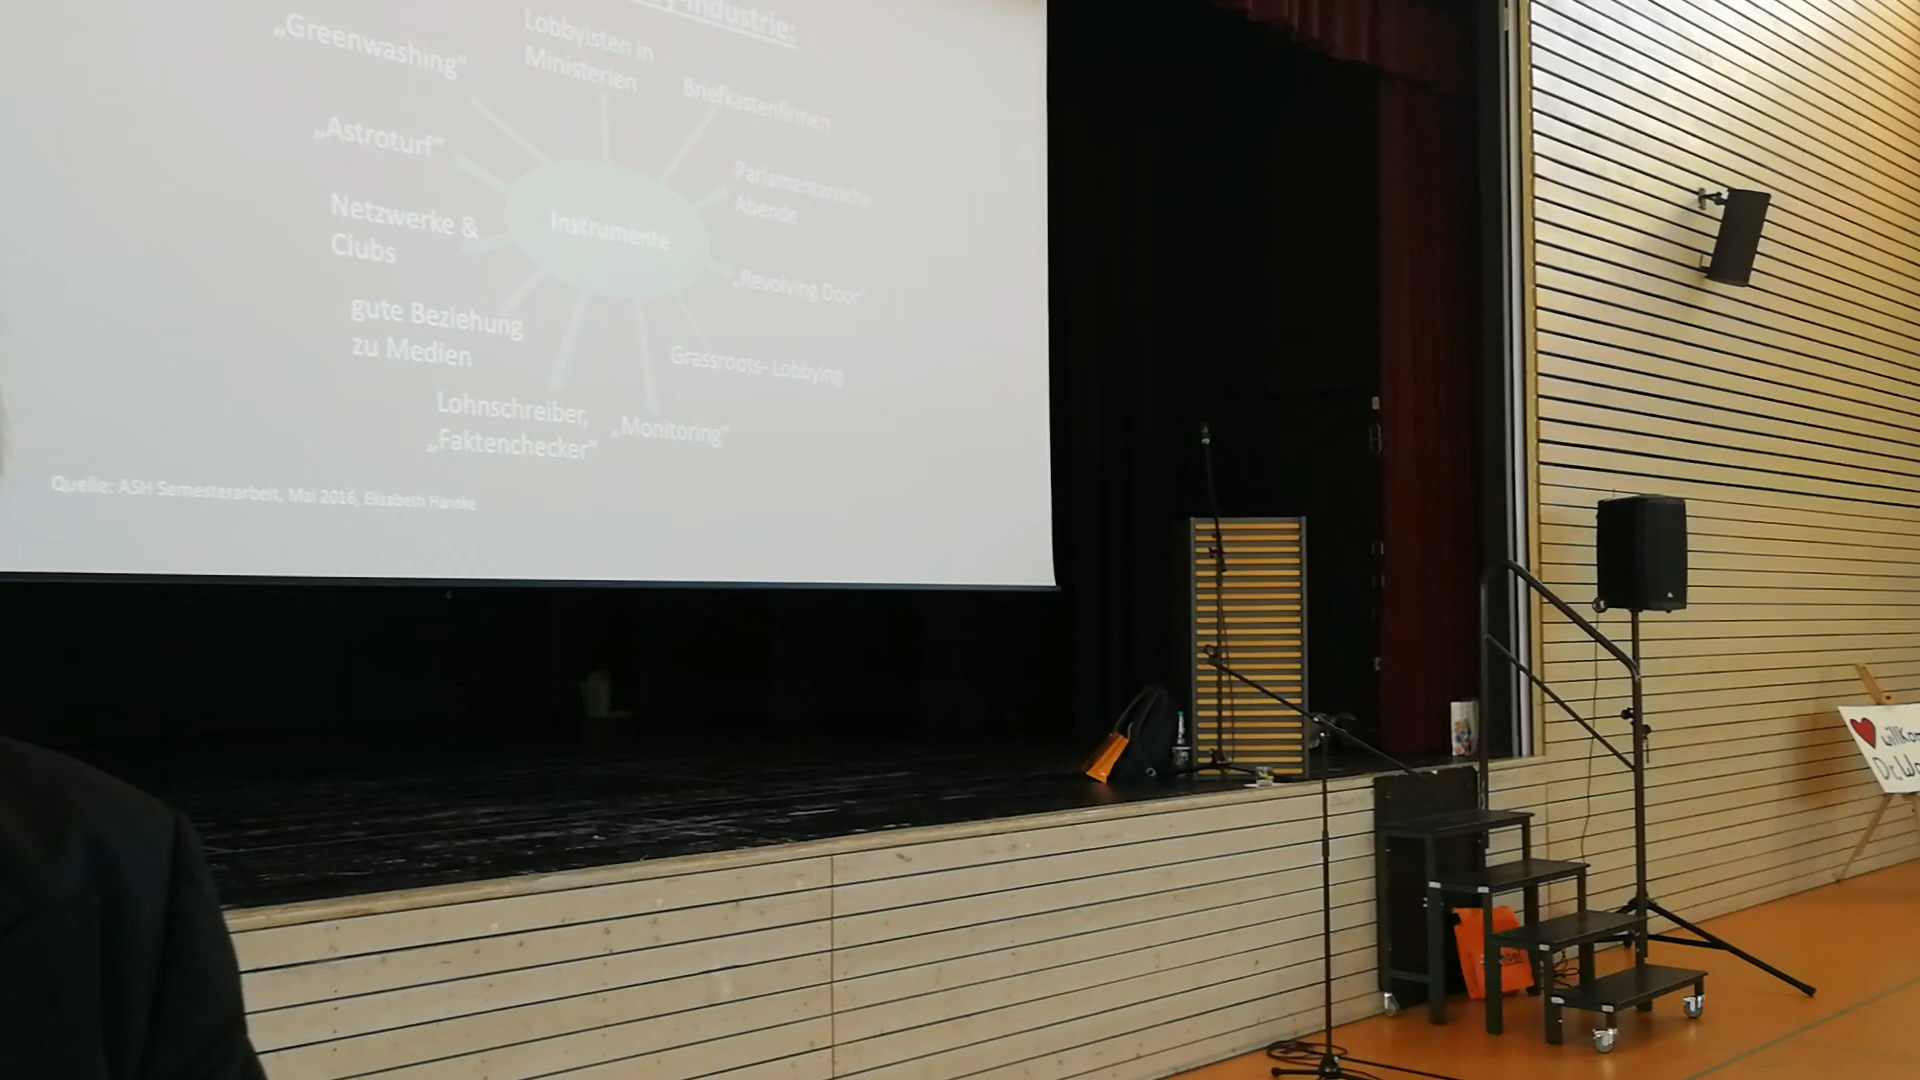 -Industrie:
„Greenwashing“
Lobbyisten in
Ministerien
Briefkastenfirmen
„Astroturf“
Parlamentarische
Abende
Netzwerke &
Clubs
Instrumente
„Revolving Door“
gute Beziehung
zu Medien
Grassroots- Lobbying
Lohnschreiber,
„Faktenchecker“
„Monitoring“
Quelle: ASH Semesterarbeit, Mai 2016, Elisabeth Hanske
Dr.